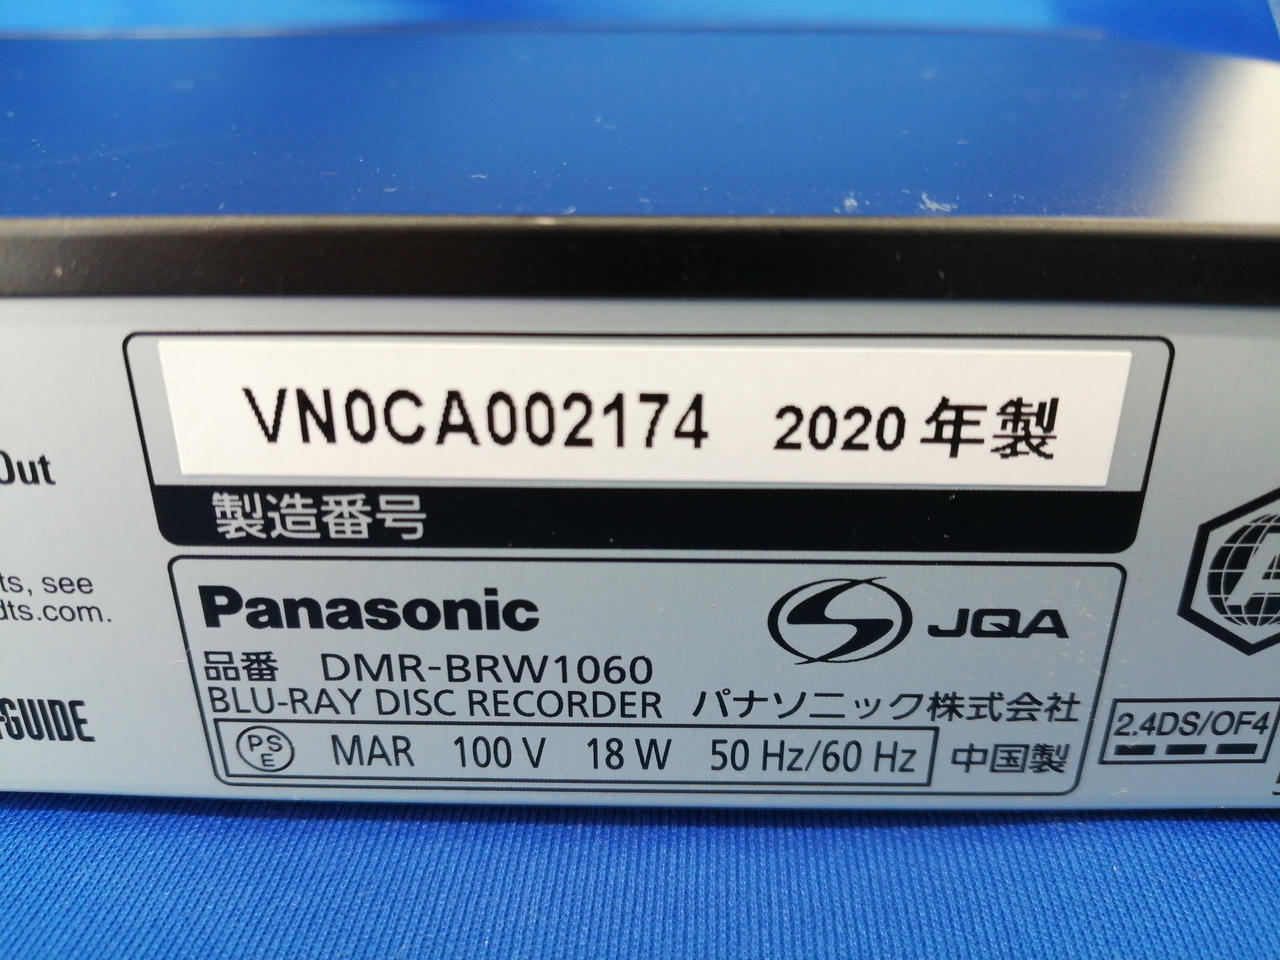 VN0CA002174 2020年製
製造番号
Out
ts, see
dts.com.
GUIDE
Panasonic
JQA
品番 DMR-BRW1060
BLU-RAY DISC RECORDER パナソニック株式会社
PSE MAR 100 V 18 W 50 Hz/60 Hz 中国製
2.4DS/OF4